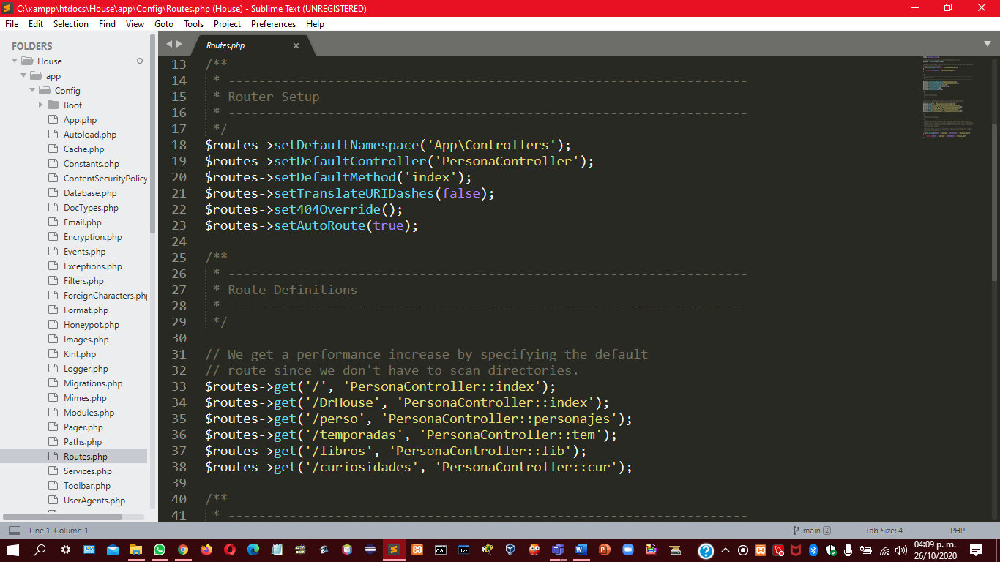 C:\xampp\htdocs\House\app\Config\Routes.php (House) - Sublime Text (UNREGISTERED)
File Edit Selection Find View Goto Tools Project Preferences Help
FOLDERS
House
app
Config
Boot
App.php
Autoload.php
Cache.php
Constants.php
ContentSecurityPolicy
Database.php
DocTypes.php
Email.php
Encryption.php
Events.php
Exceptions.php
Filters.php
ForeignCharacters.php
Format.php
Honeypot.php
Images.php
Kint.php
Logger.php
Migrations.php
Mimes.php
Modules.php
Pager.php
Paths.php
Routes.php
Services.php
Toolbar.php
UserAgents.php
Routes.php
13 /**
14 * --------------------------------------------------------------------
15 * Router Setup
16 * --------------------------------------------------------------------
17 */
18 $routes->setDefaultNamespace('App\Controllers');
19 $routes->setDefaultController('PersonaController');
20 $routes->setDefaultMethod('index');
21 $routes->setTranslateURIDashes(false);
22 $routes->set404Override();
23 $routes->setAutoRoute(true);
24
25 /**
26 * --------------------------------------------------------------------
27 * Route Definitions
28 * --------------------------------------------------------------------
29 */
30
31 // We get a performance increase by specifying the default
32 // route since we don't have to scan directories.
33 $routes->get('/', 'PersonaController::index');
34 $routes->get('/DrHouse', 'PersonaController::index');
35 $routes->get('/perso', 'PersonaController::personajes');
36 $routes->get('/temporadas', 'PersonaController::tem');
37 $routes->get('/libros', 'PersonaController::lib');
38 $routes->get('/curiosidades', 'PersonaController::cur');
39
40 /**
41 * --------------------------------------------------------------------
Line 1, Column 1
main 2
Tab Size: 4
PHP
04:09 p. m.
26/10/2020